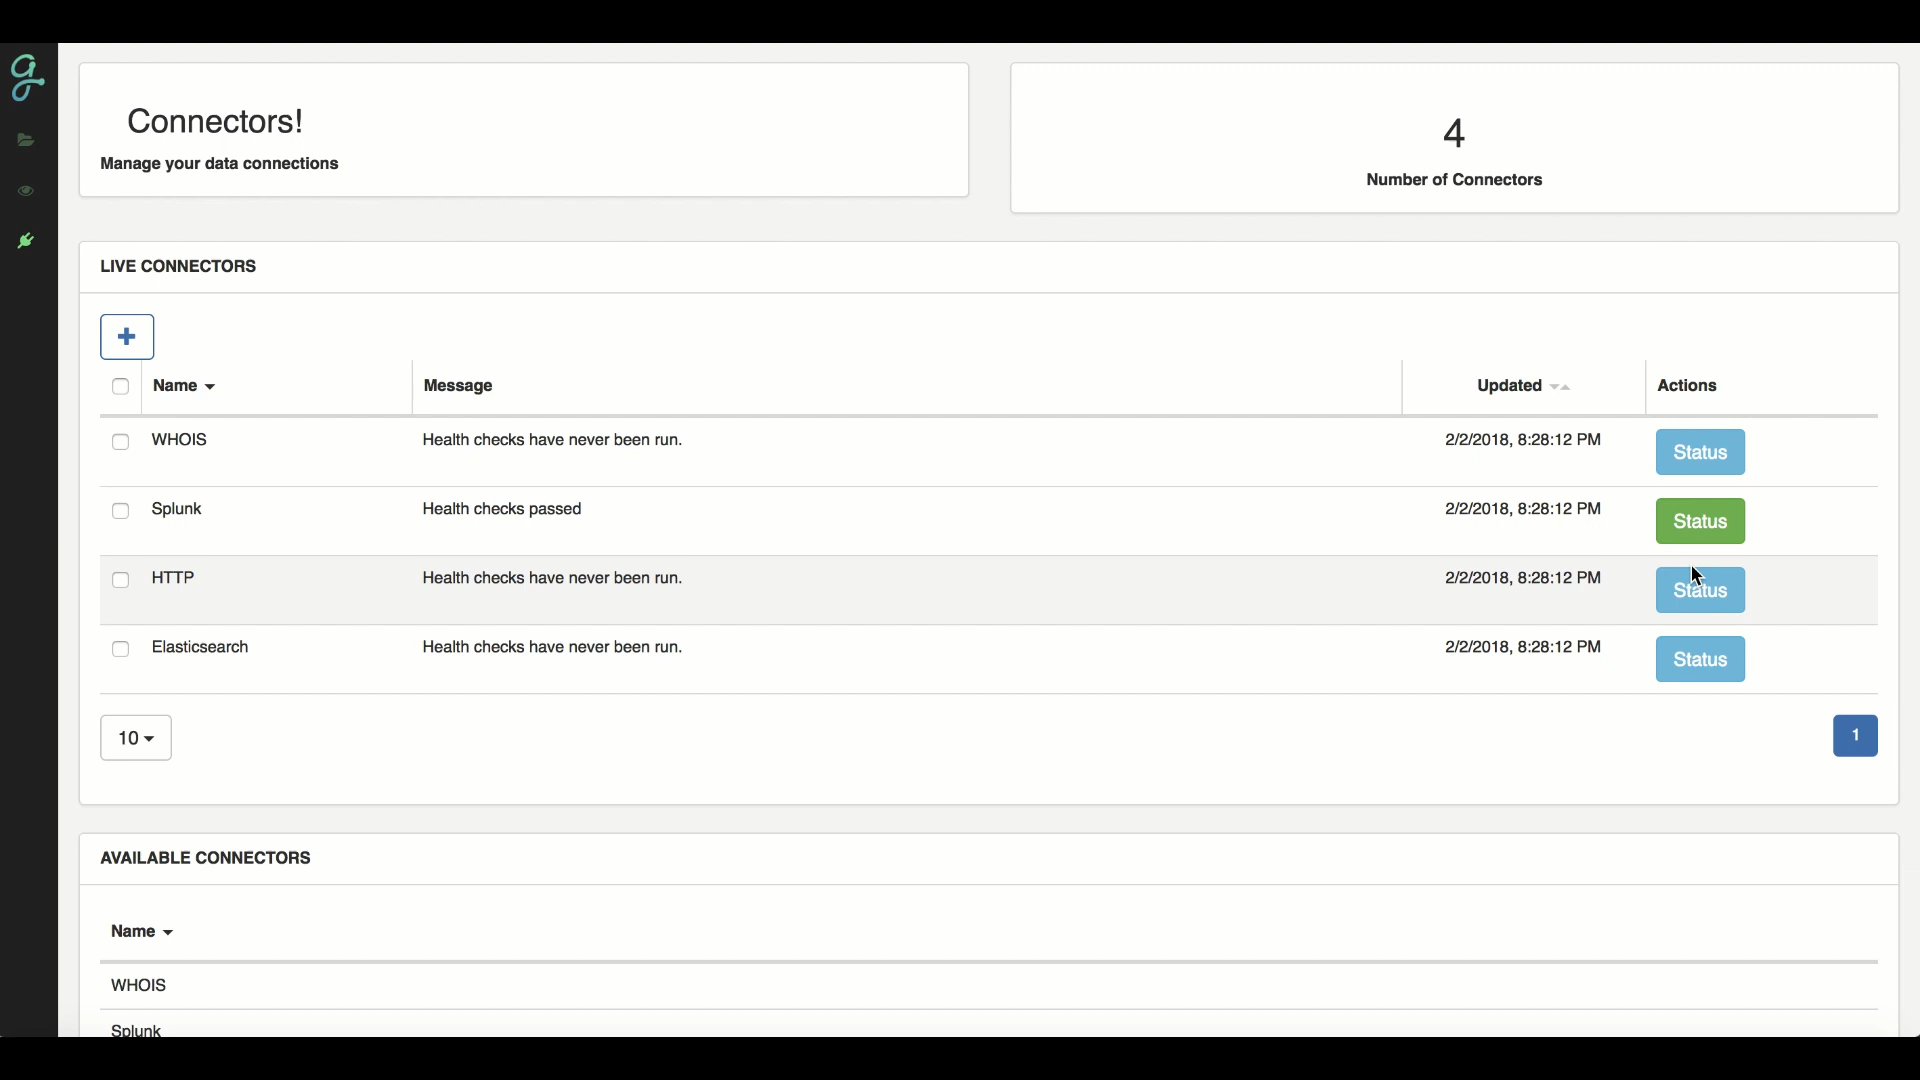 Connectors!
Manage your data connections
4
Number of Connectors
LIVE CONNECTORS
Name Message Updated Actions
WHOIS Health checks have never been run. 2/2/2018, 8:28:12 PM Status
Splunk Health checks passed 2/2/2018, 8:28:12 PM Status
HTTP Health checks have never been run. 2/2/2018, 8:28:12 PM Status
Elasticsearch Health checks have never been run. 2/2/2018, 8:28:12 PM Status
10 1
AVAILABLE CONNECTORS
Name
WHOIS
Splunk